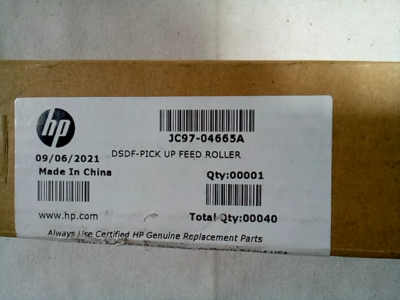 hp
JC97-04665A
DSDF-PICK UP FEED ROLLER
09/06/2021
Made In China
Qty:00001
www.hp.com
Total Qty:00040
Always Use Certified HP Genuine Replacement Parts